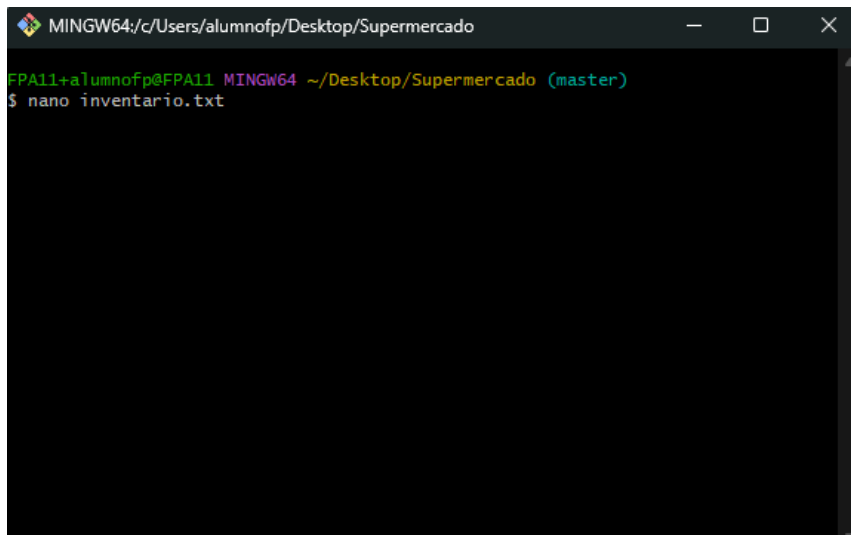 MINGW64:/c/Users/alumnofp/Desktop/Supermercado
FPA11+alumnofp@FPA11 MINGW64 ~/Desktop/Supermercado (master)
$ nano inventario.txt